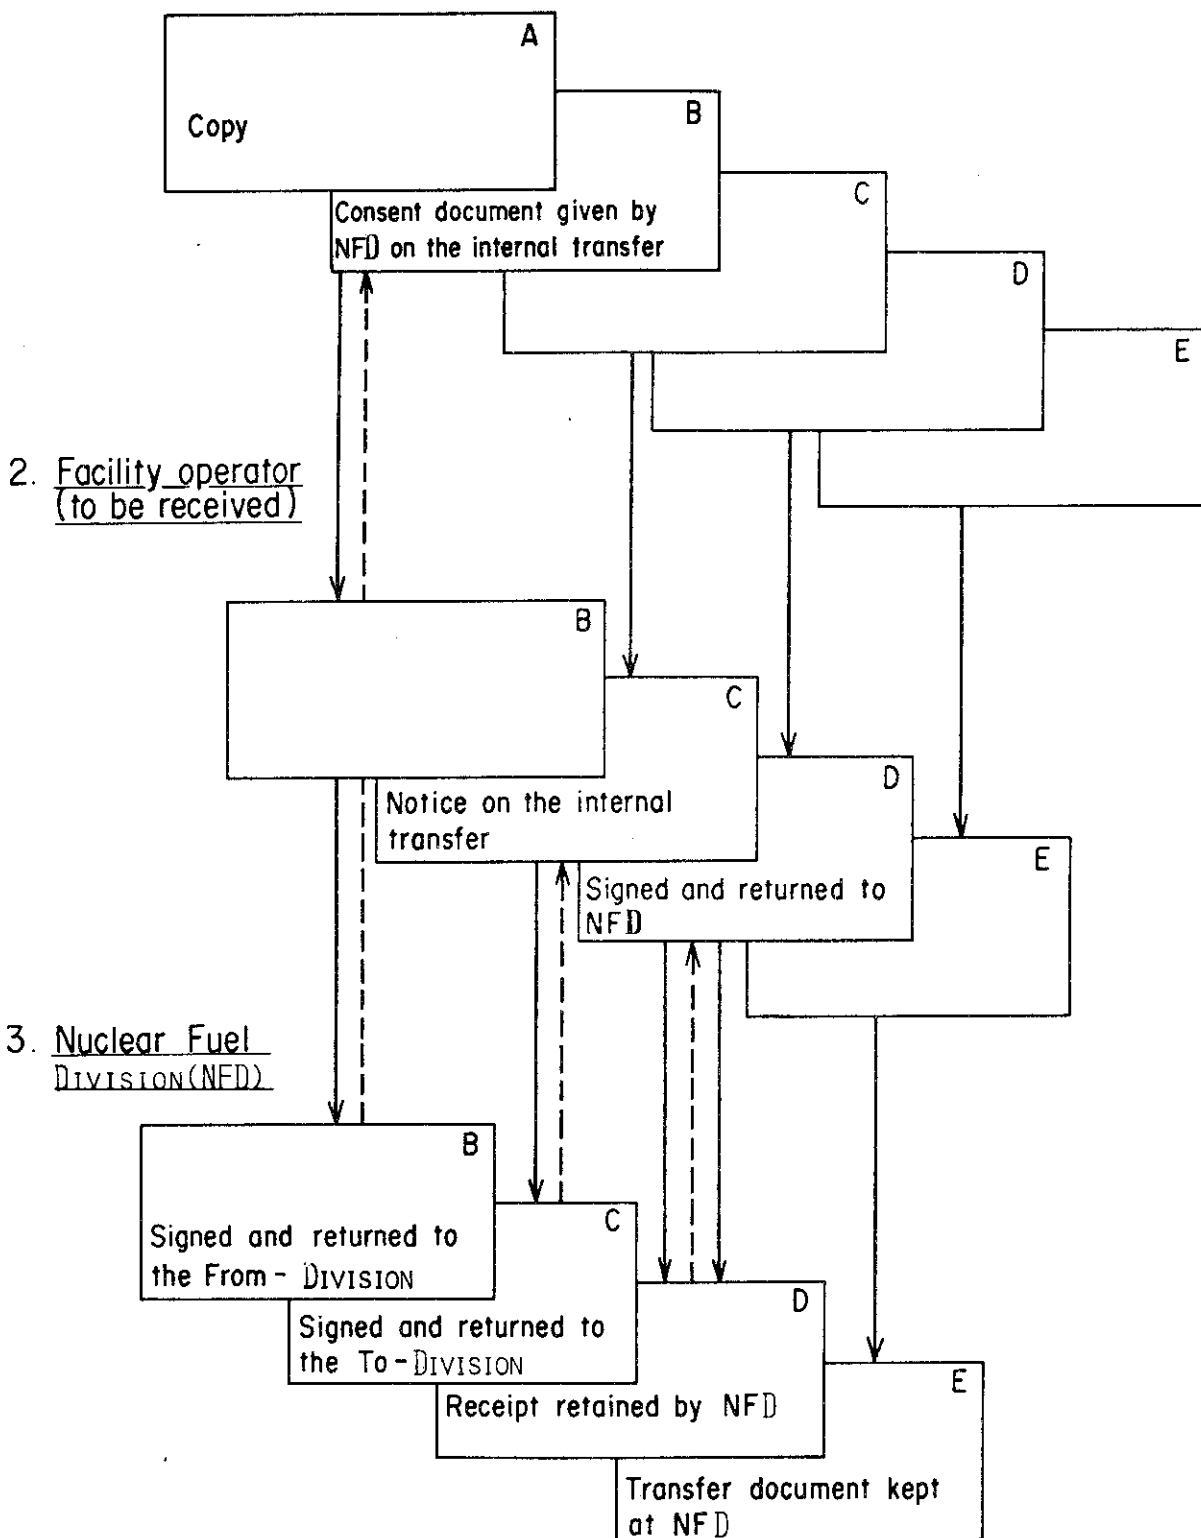 A
Copy
B
Consent document given by
NFD on the internal transfer
C
D
E
2. Facility operator
(to be received)
B
C
Notice on the internal
transfer
D
Signed and returned to
NFD
E
3. Nuclear Fuel
DIVISION(NFD)
B
Signed and returned to
the From - DIVISION
C
Signed and returned to
the To - DIVISION
D
Receipt retained by NFD
E
Transfer document kept
at NFD